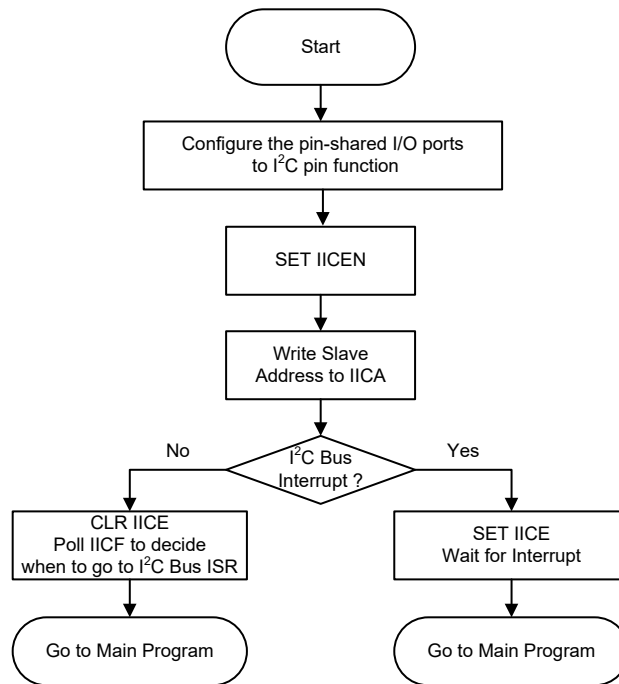 Start
Configure the pin-shared I/O ports
to I²C pin function
SET IICEN
Write Slave
Address to IICA
I²C Bus
Interrupt ?
No
Yes
CLR IICE
Poll IICF to decide
when to go to I²C Bus ISR
SET IICE
Wait for Interrupt
Go to Main Program
Go to Main Program